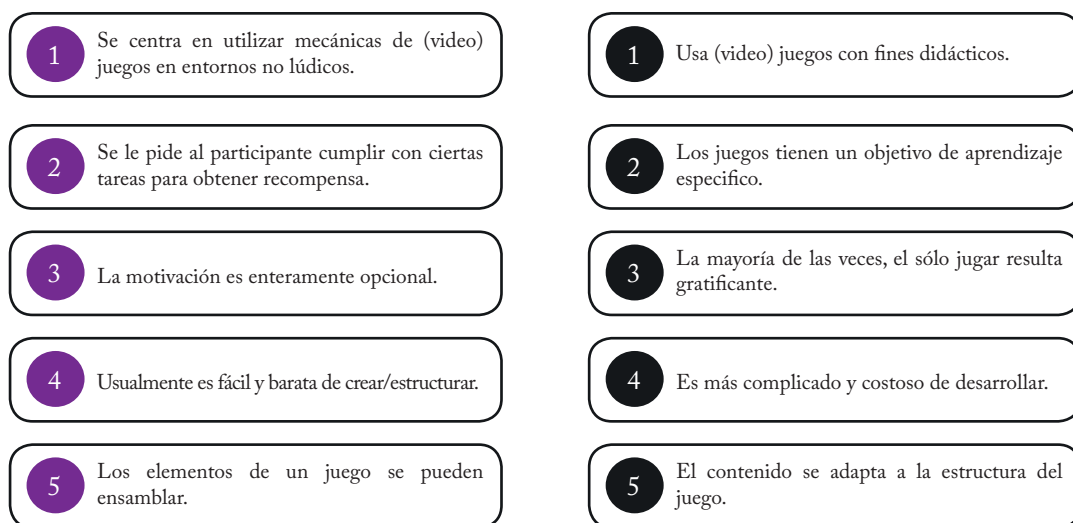 1
Se centra en utilizar mecánicas de (video)
juegos en entornos no lúdicos.
2
Se le pide al participante cumplir con ciertas
tareas para obtener recompensa.
3
La motivación es enteramente opcional.
4
Usualmente es fácil y barata de crear/estructurar.
5
Los elementos de un juego se pueden
ensamblar.
1
Usa (video) juegos con fines didácticos.
2
Los juegos tienen un objetivo de aprendizaje
especifico.
3
La mayoría de las veces, el sólo jugar resulta
gratificante.
4
Es más complicado y costoso de desarrollar.
5
El contenido se adapta a la estructura del
juego.